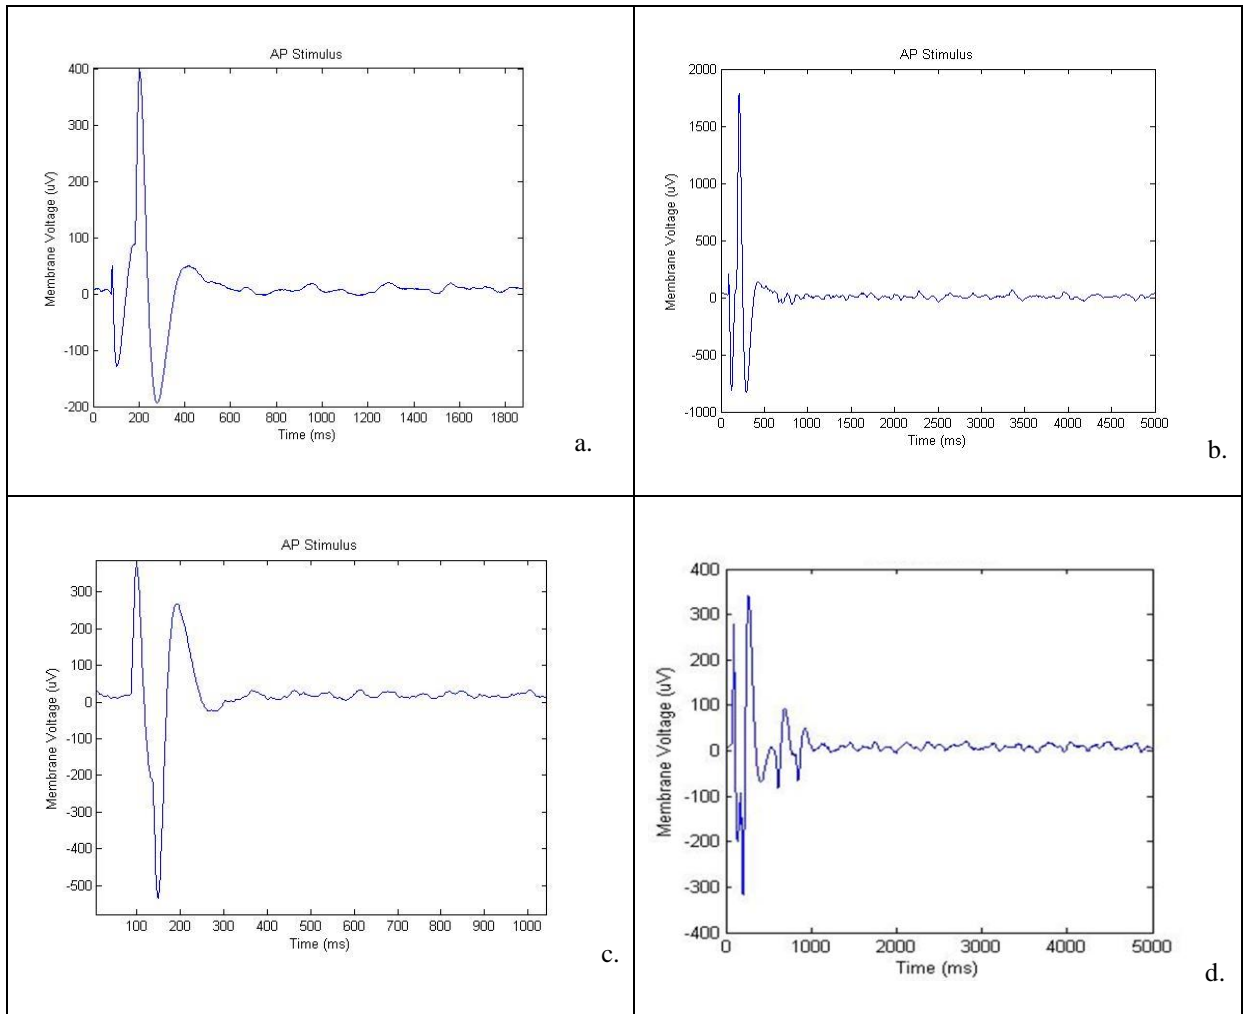 AP Stimulus
400
300
200
100
0
-100
-200
0 200 400 600 800 1000 1200 1400 1600 1800
Membrane Voltage (uV)
Time (ms)
a.
AP Stimulus
2000
1500
1000
500
0
-500
-1000
0 500 1000 1500 2000 2500 3000 3500 4000 4500 5000
Membrane Voltage (uV)
Time (ms)
b.
AP Stimulus
300
200
100
0
-100
-200
-300
-400
-500
100 200 300 400 500 600 700 800 900 1000
Membrane Voltage (uV)
Time (ms)
c.
400
300
200
100
0
-100
-200
-300
-400
0 1000 2000 3000 4000 5000
Membrane Voltage (uV)
Time (ms)
d.